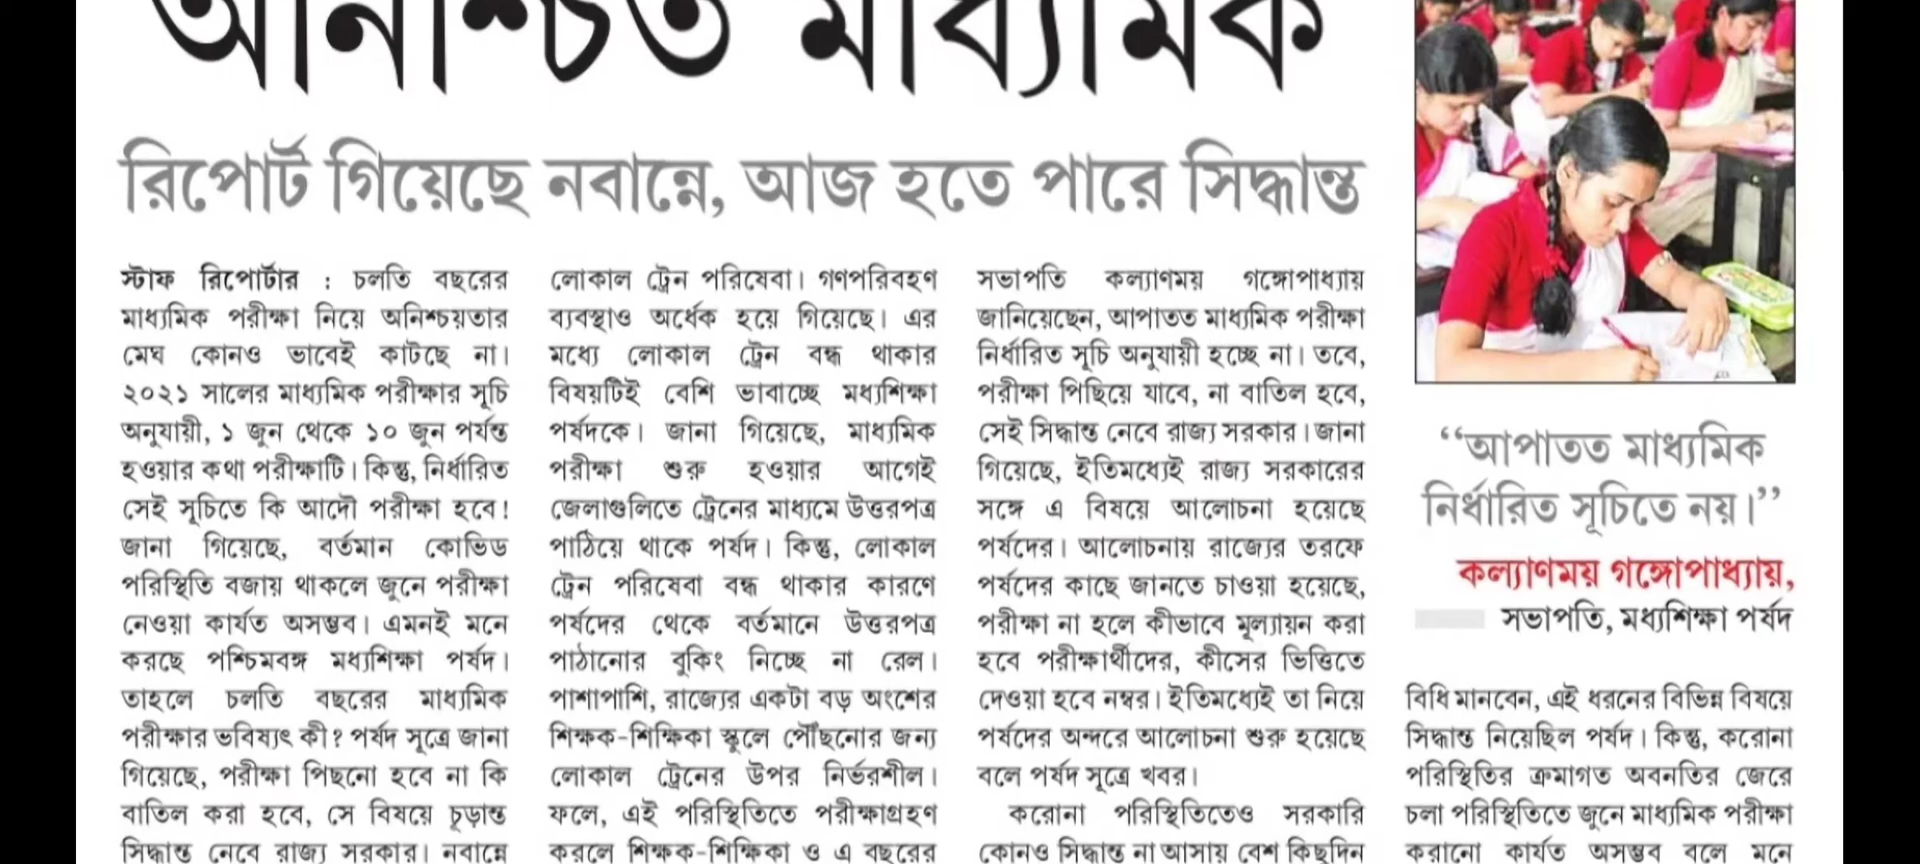 অনিশ্চিত মাধ্যমিক
রিপোর্ট গিয়েছে নবান্নে, আজ হতে পারে সিদ্ধান্ত
স্টাফ রিপোর্টার : চলতি বছরের
মাধ্যমিক পরীক্ষা নিয়ে অনিশ্চয়তার
মেঘ কোনও ভাবেই কাটছে না।
২০২১ সালের মাধ্যমিক পরীক্ষার সূচি
অনুযায়ী, ১ জুন থেকে ১০ জুন পর্যন্ত
হওয়ার কথা পরীক্ষাটি। কিন্তু, নির্ধারিত
সেই সূচিতে কি আদৌ পরীক্ষা হবে!
জানা গিয়েছে, বর্তমান কোভিড
পরিস্থিতি বজায় থাকলে জুনে পরীক্ষা
নেওয়া কার্যত অসম্ভব। এমনই মনে
করছে পশ্চিমবঙ্গ মধ্যশিক্ষা পর্ষদ।
তাহলে চলতি বছরের মাধ্যমিক
পরীক্ষার ভবিষ্যৎ কী? পর্ষদ সূত্রে জানা
গিয়েছে, পরীক্ষা পিছনো হবে না কি
বাতিল করা হবে, সে বিষয়ে চূড়ান্ত
সিদ্ধান্ত নেবে রাজ্য সরকার। নবান্নে
লোকাল ট্রেন পরিষেবা। গণপরিবহণ
ব্যবস্থাও অর্ধেক হয়ে গিয়েছে। এর
মধ্যে লোকাল ট্রেন বন্ধ থাকার
বিষয়টিই বেশি ভাবাচ্ছে মধ্যশিক্ষা
পর্ষদকে। জানা গিয়েছে, মাধ্যমিক
পরীক্ষা শুরু হওয়ার আগেই
জেলাগুলিতে ট্রেনের মাধ্যমে উত্তরপত্র
পাঠিয়ে থাকে পর্ষদ। কিন্তু, লোকাল
ট্রেন পরিষেবা বন্ধ থাকার কারণে
পর্ষদের থেকে বর্তমানে উত্তরপত্র
পাঠানোর বুকিং নিচ্ছে না রেল।
পাশাপাশি, রাজ্যের একটা বড় অংশের
শিক্ষক-শিক্ষিকা স্কুলে পৌঁছনোর জন্য
লোকাল ট্রেনের উপর নির্ভরশীল।
ফলে, এই পরিস্থিতিতে পরীক্ষাগ্রহণ
করলে শিক্ষক-শিক্ষিকা ও এ বছরের
সভাপতি কল্যাণময় গঙ্গোপাধ্যায়
জানিয়েছেন, আপাতত মাধ্যমিক পরীক্ষা
নির্ধারিত সূচি অনুযায়ী হচ্ছে না। তবে,
পরীক্ষা পিছিয়ে যাবে, না বাতিল হবে,
সেই সিদ্ধান্ত নেবে রাজ্য সরকার। জানা
গিয়েছে, ইতিমধ্যেই রাজ্য সরকারের
সঙ্গে এ বিষয়ে আলোচনা হয়েছে
পর্ষদের। আলোচনায় রাজ্যের তরফে
পর্ষদের কাছে জানতে চাওয়া হয়েছে,
পরীক্ষা না হলে কীভাবে মূল্যায়ন করা
হবে পরীক্ষার্থীদের, কীসের ভিত্তিতে
দেওয়া হবে নম্বর। ইতিমধ্যেই তা নিয়ে
পর্ষদের অন্দরে আলোচনা শুরু হয়েছে
বলে পর্ষদ সূত্রে খবর।
করোনা পরিস্থিতিতেও সরকারি
কোনও সিদ্ধান্ত না আসায় বেশ কিছুদিন
“আপাতত মাধ্যমিক
নির্ধারিত সূচিতে নয়।”
কল্যাণময় গঙ্গোপাধ্যায়,
সভাপতি, মধ্যশিক্ষা পর্ষদ
বিধি মানবেন, এই ধরনের বিভিন্ন বিষয়ে
সিদ্ধান্ত নিয়েছিল পর্ষদ। কিন্তু, করোনা
পরিস্থিতির ক্রমাগত অবনতির জেরে
চলা পরিস্থিতিতে জুনে মাধ্যমিক পরীক্ষা
করানো কার্যত অসম্ভব বলে মনে